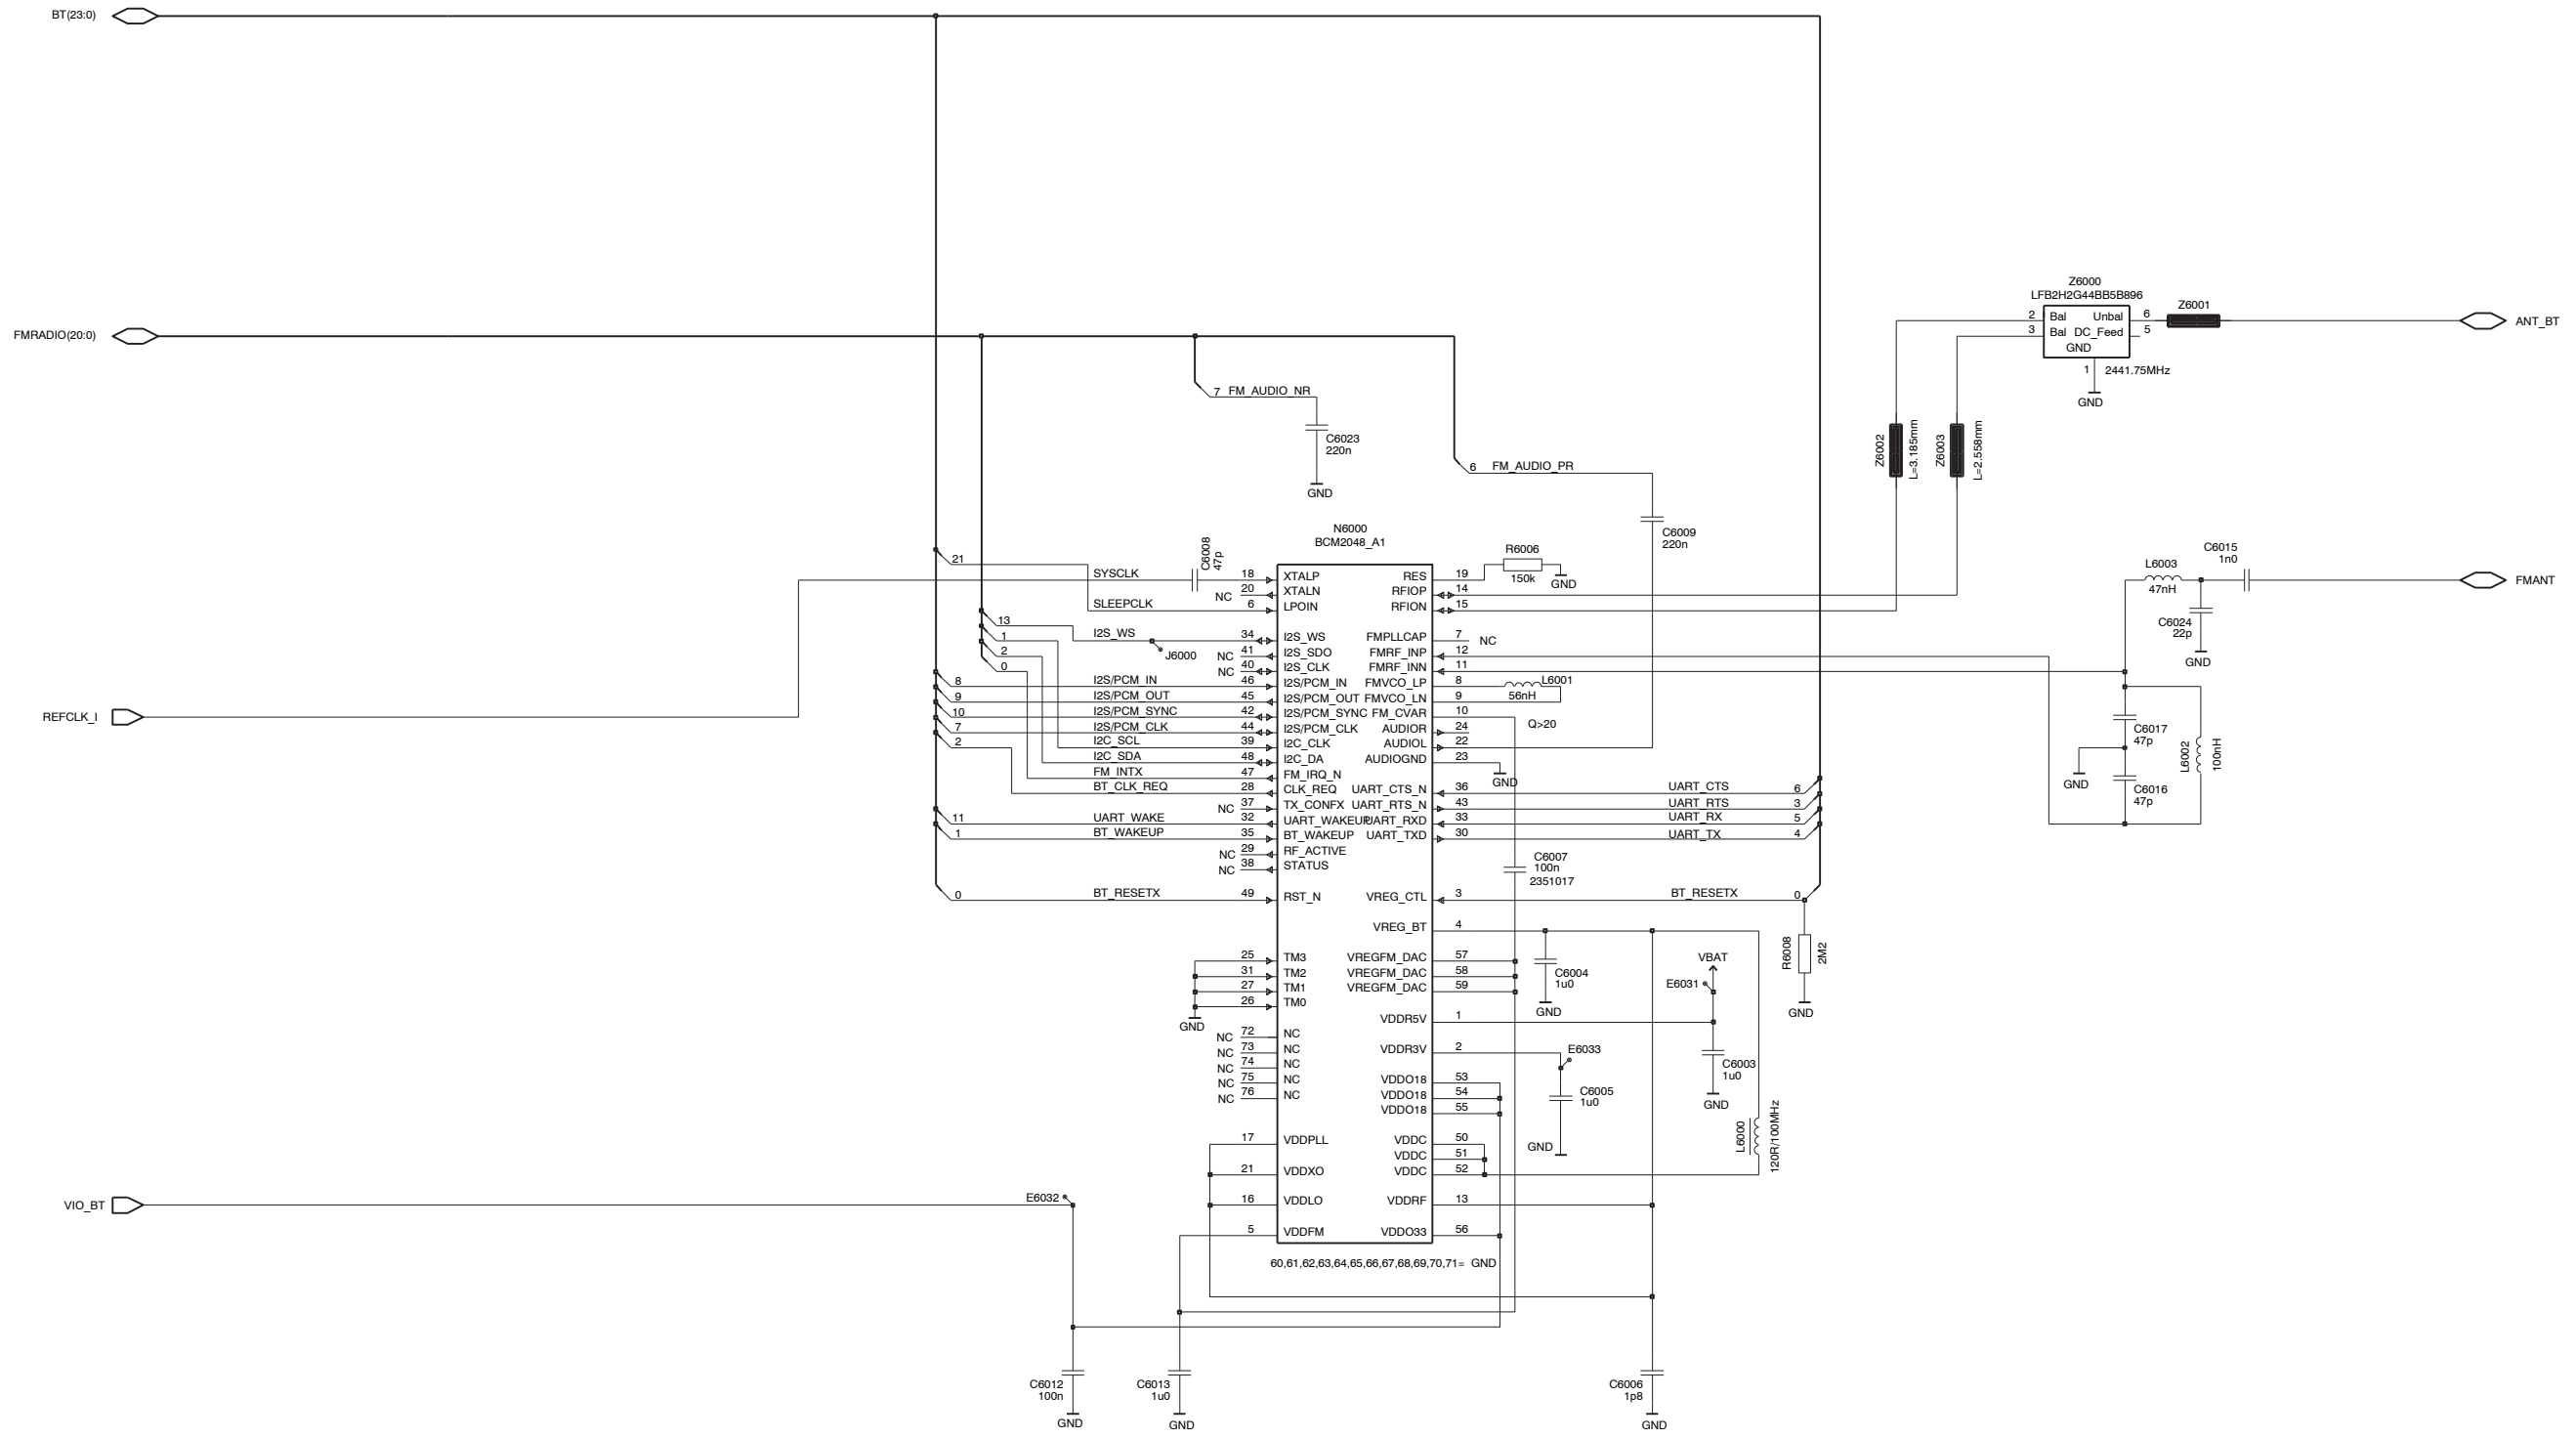 BT(23:0)
FMRADIO(20:0)
REFCLK_I
VIO_BT
ANT_BT
FMANT
Z6000
LFB2H2G44BB5B896
2 Bal Unbal 6
3 Bal DC_Feed 5
GND
1 2441.75MHz
GND
Z6001
Z6002
L=3.185mm
Z6003
L=2.558mm
7 FM_AUDIO_NR
C6023
220n
GND
6 FM_AUDIO_PR
C6009
220n
N6000
BCM2048_A1
C6008
47p
R6006
150k
GND
C6015
1n0
L6003
47nH
C6024
22p
GND
21
SYSCLK 18 XTALP RES 19
NC 20 XTALN RFIOP 14
SLEEPCLK 6 LPOIN RFION 15
13
1 I2S_WS 34 I2S_WS FMPLLCAP 7 NC
J6000
2 NC 41 I2S_SDO FMRF_INP 12
0 NC 40 I2S_CLK FMRF_INN 11
8 I2S/PCM_IN 46 I2S/PCM_IN FMVCO_LP 8
L6001
56nH
9 I2S/PCM_OUT 45 I2S/PCM_OUT FMVCO_LN 9
10 I2S/PCM_SYNC 42 I2S/PCM_SYNC FM_CVAR 10
Q>20
7 I2S/PCM_CLK 44 I2S/PCM_CLK AUDIOR 24
2 I2C_SCL 39 I2C_CLK AUDIOL 22
I2C_SDA 48 I2C_DA AUDIOGND 23
GND
FM_INTX 47 FM_IRQ_N
BT_CLK_REQ 28 CLK_REQ UART_CTS_N 36 UART_CTS 6
NC 37 TX_CONFX UART_RTS_N 43 UART_RTS 3
11 UART_WAKE 32 UART_WAKEUP UART_RXD 33 UART_RX 5
1 BT_WAKEUP 35 BT_WAKEUP UART_TXD 30 UART_TX 4
NC 29 RF_ACTIVE
NC 38 STATUS
C6007
100n
2351017
0 BT_RESETX 49 RST_N VREG_CTL 3 BT_RESETX 0
VREG_BT 4
C6017
47p
GND
C6016
47p
L6002
100nH
R6008
2M2
GND
25 TM3 VREGFM_DAC 57
31 TM2 VREGFM_DAC 58
27 TM1 VREGFM_DAC 59
26 TM0
GND
C6004
1u0
GND
VBAT
E6031
NC 72 NC VDDR5V 1
NC 73 NC VDDR3V 2
NC 74 NC
NC 75 NC VDDO18 53
NC 76 NC VDDO18 54
VDDO18 55
E6033
C6005
1u0
GND
C6003
1u0
GND
L6000
120R/100MHz
17 VDDPLL VDDC 50
VDDC 51
21 VDDXO VDDC 52
16 VDDLO VDDRF 13
5 VDDFM VDDO33 56
E6032
60,61,62,63,64,65,66,67,68,69,70,71= GND
C6012
100n
GND
C6013
1u0
GND
C6006
1p8
GND